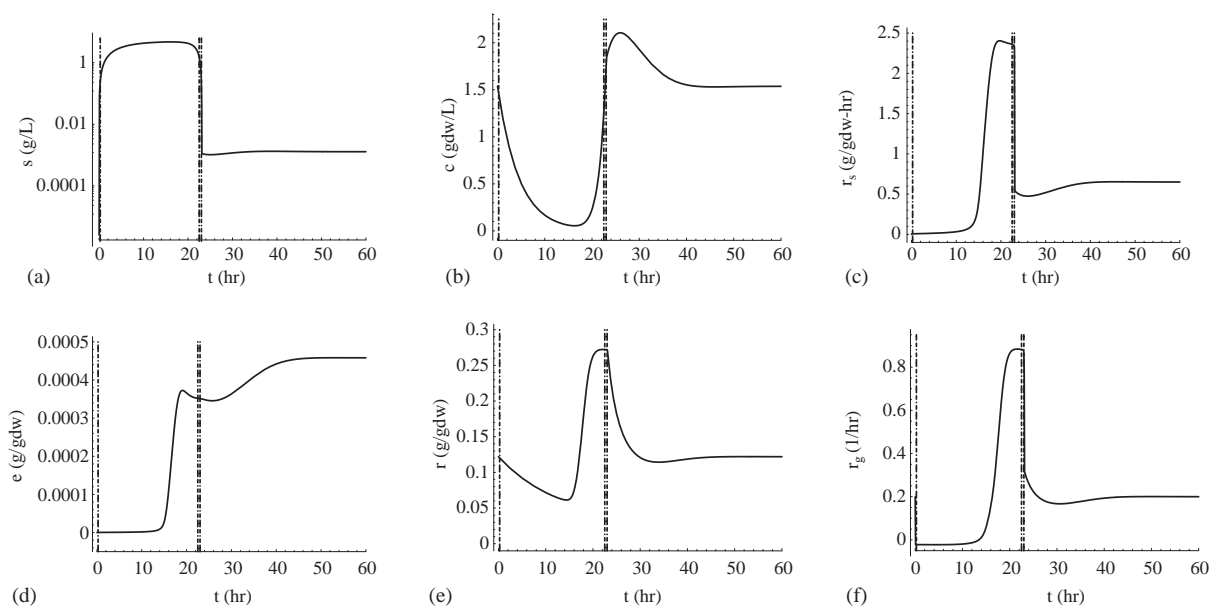 1
0.01
0.0001
s (g/L)
0 10 20 30 40 50 60
t (hr)
(a)
2
1.5
1
0.5
0
c (gdw/L)
0 10 20 30 40 50 60
t (hr)
(b)
2.5
2
1.5
1
0.5
0
r_s (g/gdw-hr)
0 10 20 30 40 50 60
t (hr)
(c)
0.0005
0.0004
0.0003
0.0002
0.0001
0
e (g/gdw)
0 10 20 30 40 50 60
t (hr)
(d)
0.3
0.25
0.2
0.15
0.1
0.05
0
r (g/gdw)
0 10 20 30 40 50 60
t (hr)
(e)
0.8
0.6
0.4
0.2
0
r_g (1/hr)
0 10 20 30 40 50 60
t (hr)
(f)